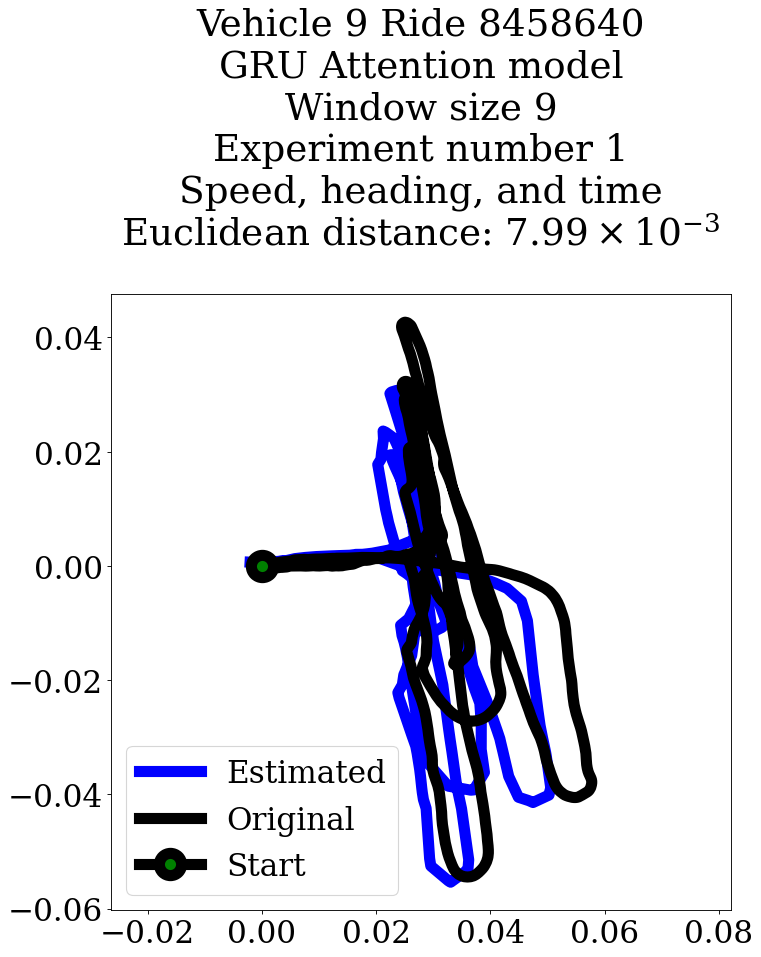 Vehicle 9 Ride 8458640
GRU Attention model
Window size 9
Experiment number 1
Speed, heading, and time
Euclidean distance: 7.99 × 10⁻³
0.04
0.02
0.00
−0.02
−0.04
−0.06
Estimated
Original
Start
−0.02 0.00 0.02 0.04 0.06 0.08